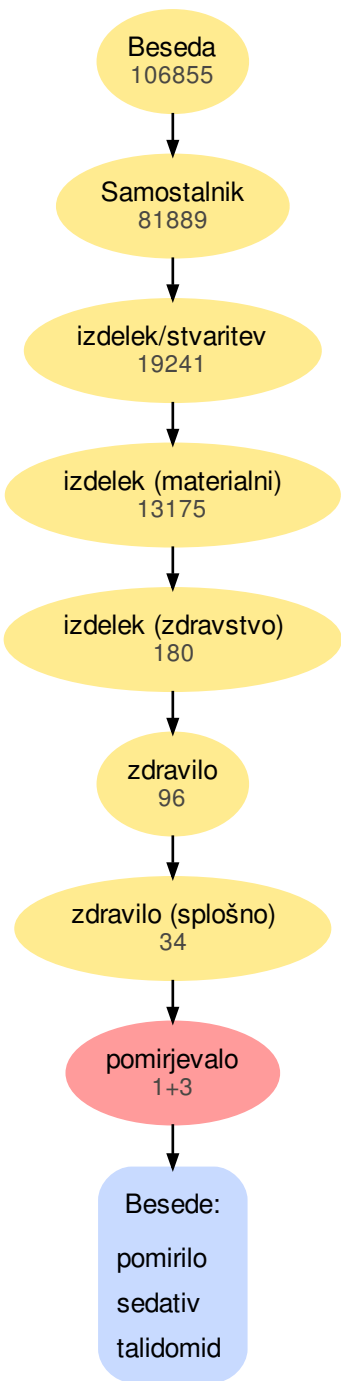 Beseda
106855
Samostalnik
81889
izdelek/stvaritev
19241
izdelek (materialni)
13175
izdelek (zdravstvo)
180
zdravilo
96
zdravilo (splošno)
34
pomirjevalo
1+3
Besede:
pomirilo
sedativ
talidomid